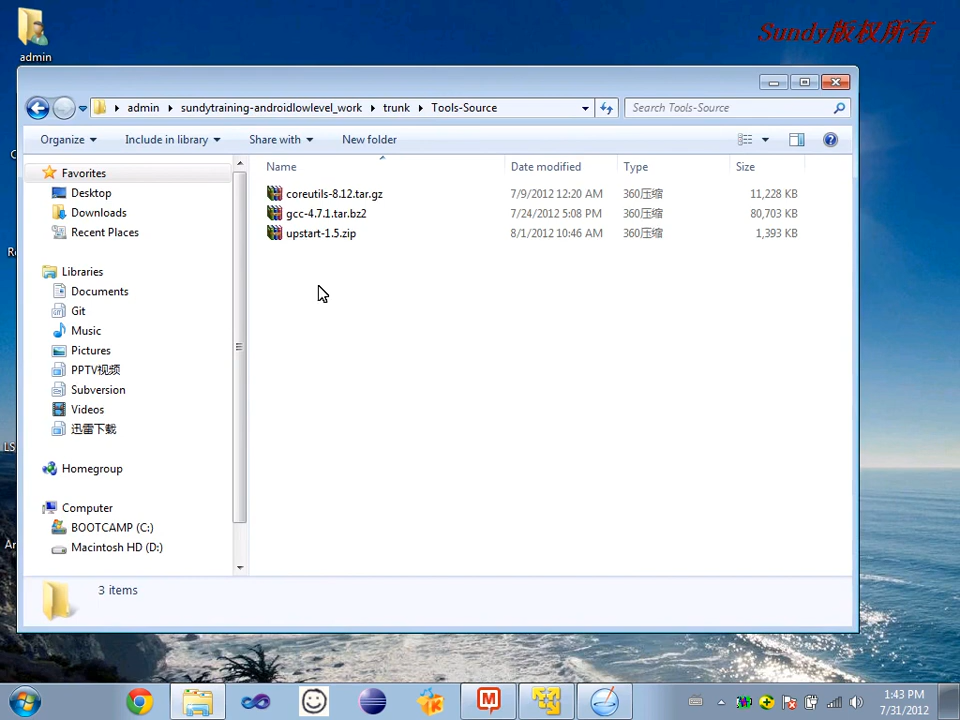 Sundy版权所有
admin
admin
sundytraining-androidlowlevel_work
trunk
Tools-Source
Search Tools-Source
Organize
Include in library
Share with
New folder
Name
Date modified
Type
Size
Favorites
Desktop
Downloads
Recent Places
Libraries
Documents
Git
Music
Pictures
PPTV视频
Subversion
Videos
迅雷下载
Homegroup
Computer
BOOTCAMP (C:)
Macintosh HD (D:)
coreutils-8.12.tar.gz 7/9/2012 12:20 AM 360压缩 11,228 KB
gcc-4.7.1.tar.bz2 7/24/2012 5:08 PM 360压缩 80,703 KB
upstart-1.5.zip 8/1/2012 10:46 AM 360压缩 1,393 KB
3 items
LS
1:43 PM
7/31/2012